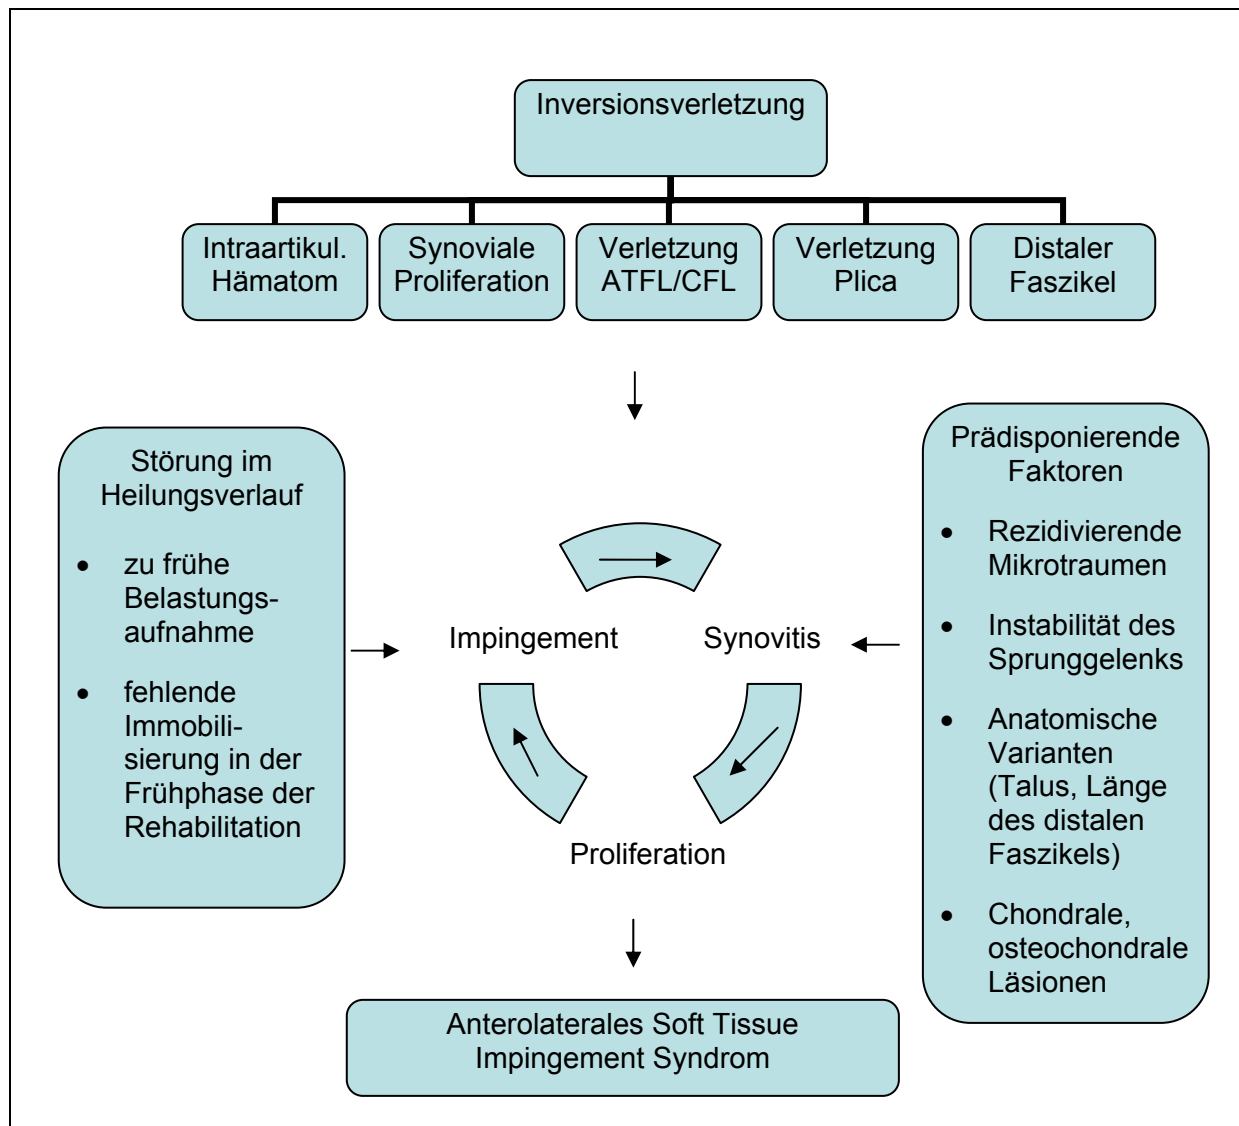 Inversionsverletzung
Intraartikul.
Hämatom
Synoviale
Proliferation
Verletzung
ATFL/CFL
Verletzung
Plica
Distaler
Faszikel
Störung im
Heilungsverlauf
• zu frühe
Belastungs-
aufnahme
• fehlende
Immobili-
sierung in der
Frühphase der
Rehabilitation
Impingement
Synovitis
Proliferation
Prädisponierende
Faktoren
• Rezidivierende
Mikrotraumen
• Instabilität des
Sprunggelenks
• Anatomische
Varianten
(Talus, Länge
des distalen
Faszikels)
• Chondrale,
osteochondrale
Läsionen
Anterolaterales Soft Tissue
Impingement Syndrom